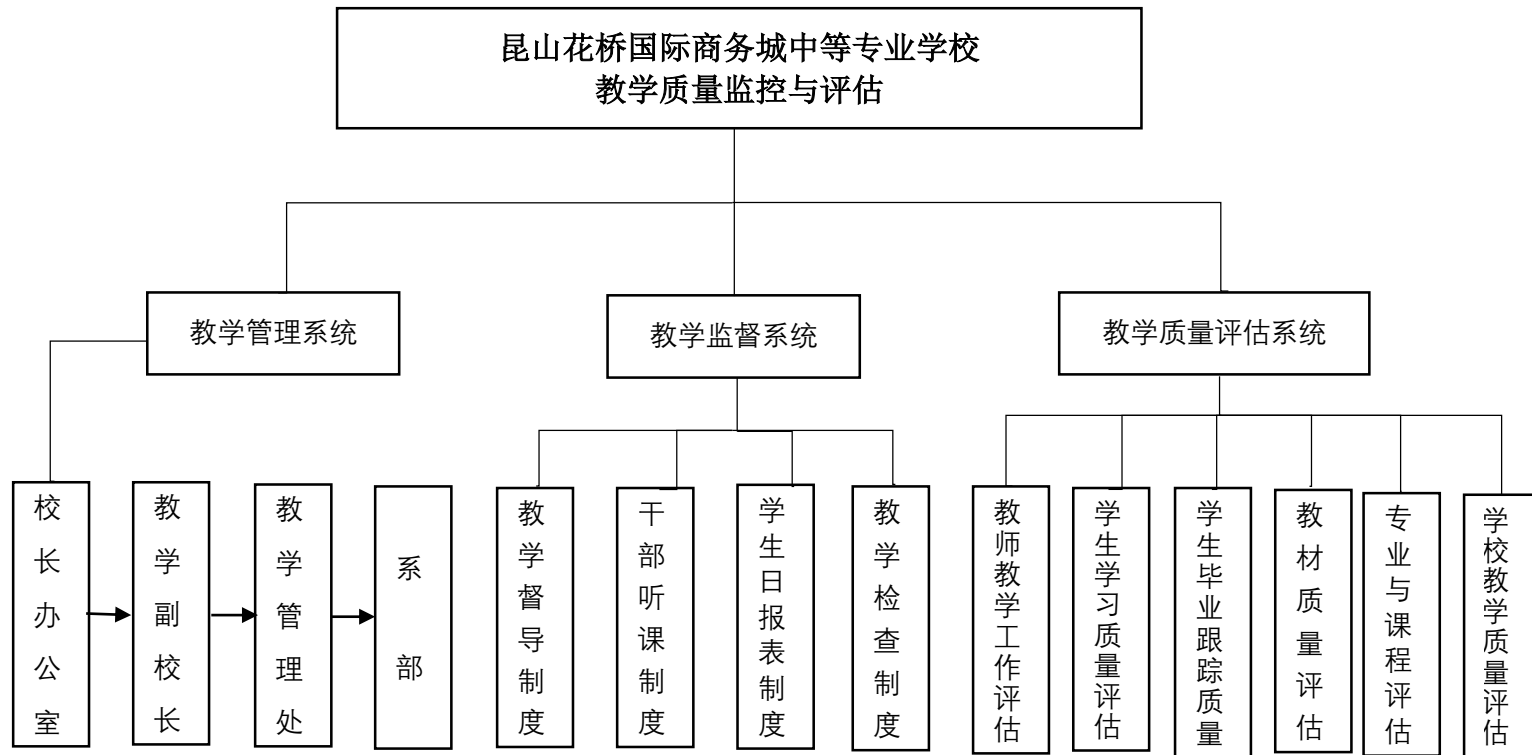 昆山花桥国际商务城中等专业学校
教学质量监控与评估
教学管理系统
教学监督系统
教学质量评估系统
校长办公室
教学副校长
教学管理处
系部
教学督导制度
干部听课制度
学生日报表制度
教学检查制度
教师教学工作评估
学生学习质量评估
学生毕业跟踪质量
教材质量评估
专业与课程评估
学校教学质量评估